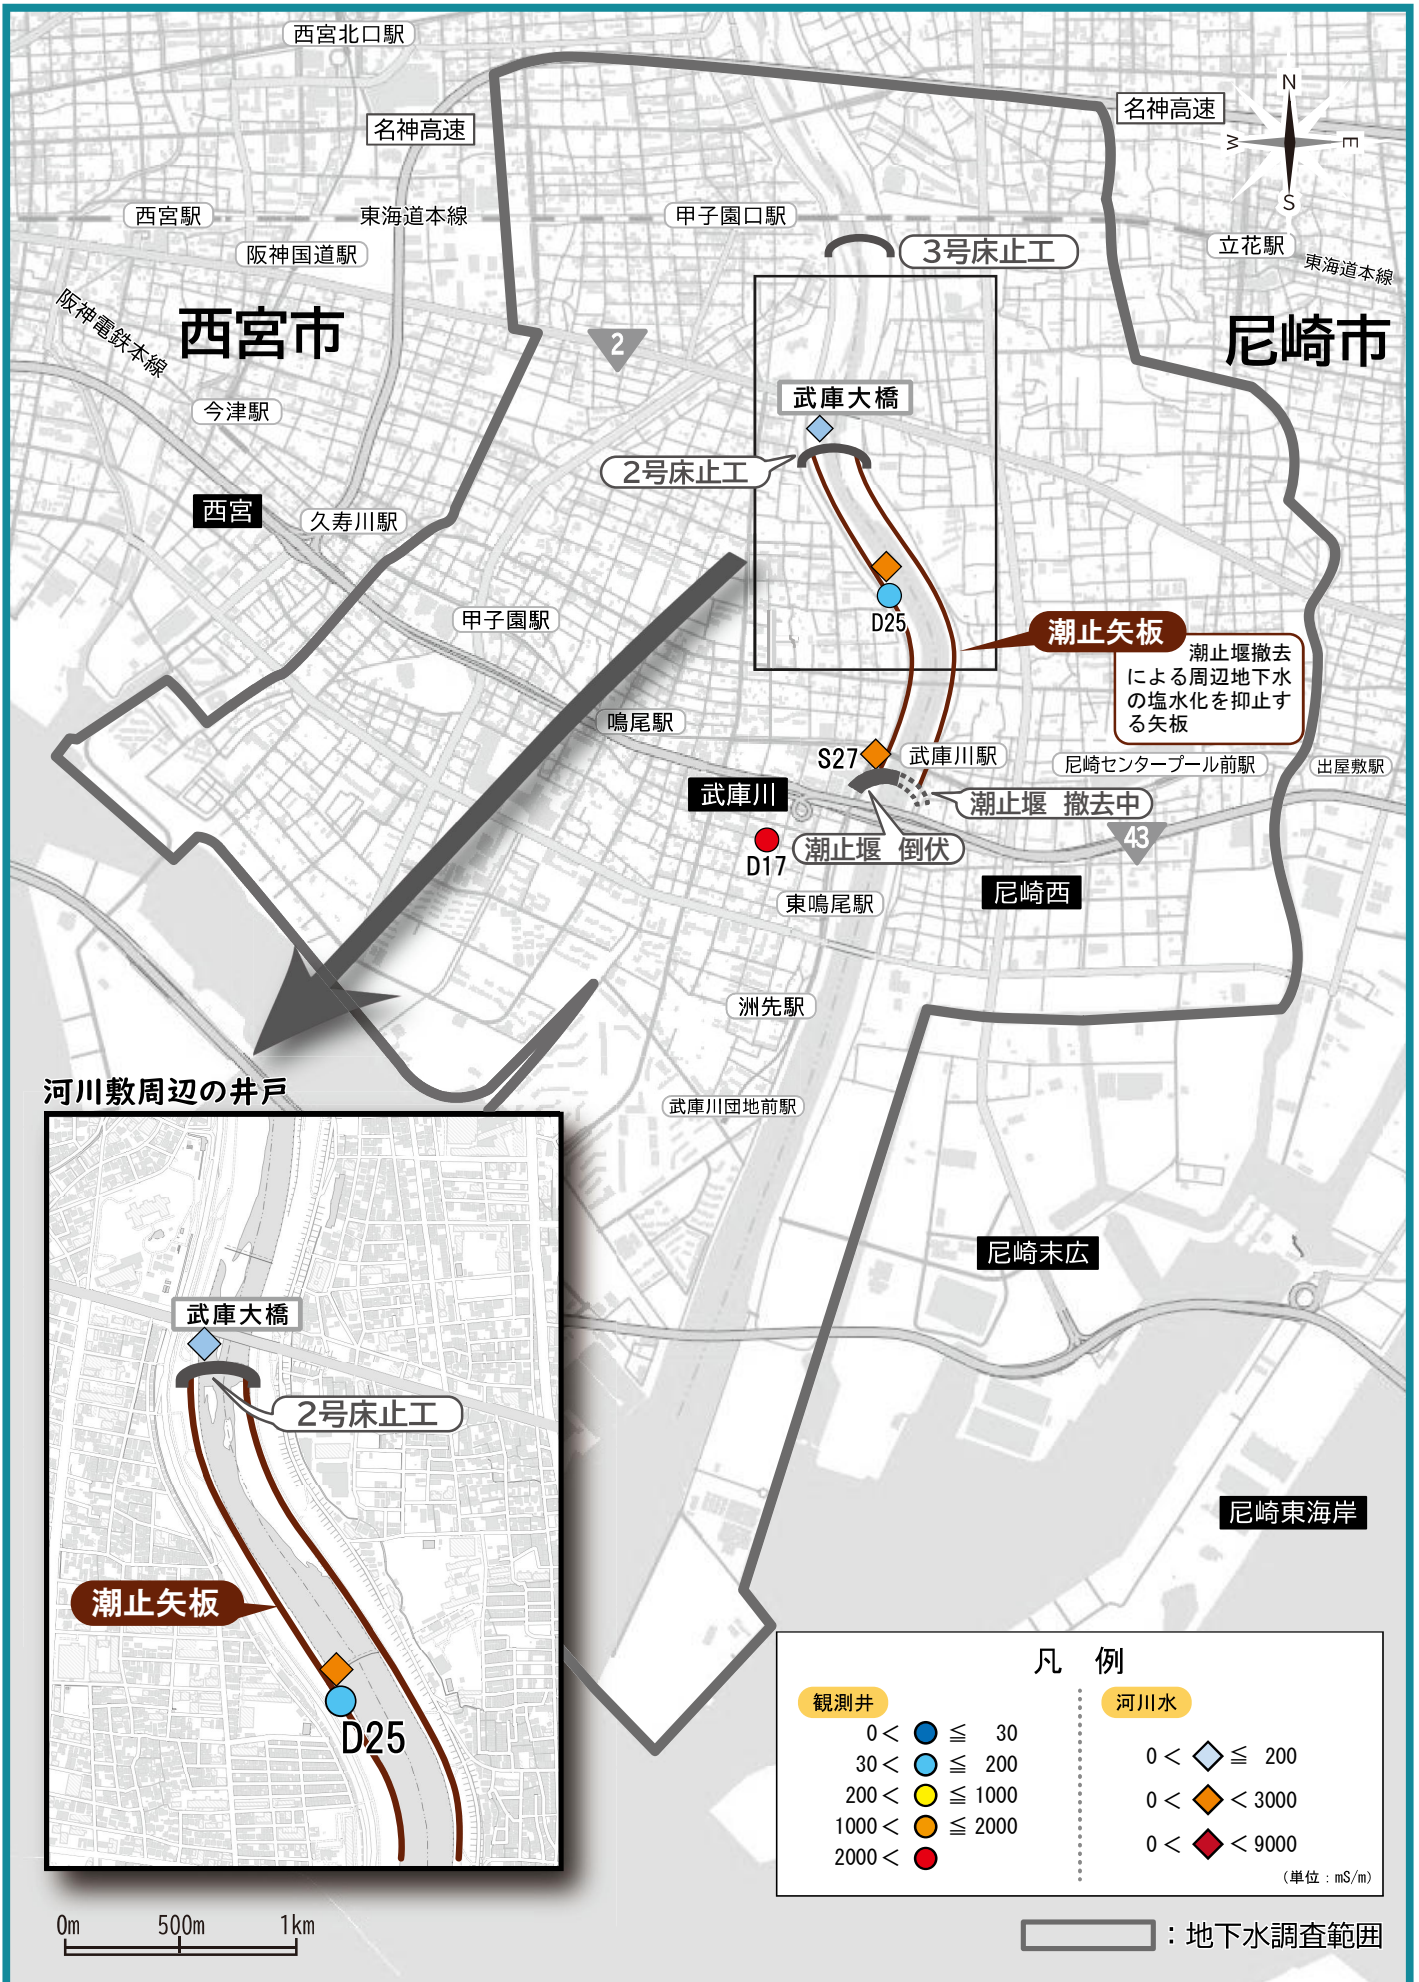 西宮北口駅
名神高速
名神高速
N
W
E
S
西宮駅
東海道本線
甲子園口駅
阪神国道駅
3号床止工
立花駅
東海道本線
阪神電鉄本線
西宮市
2
尼崎市
今津駅
武庫大橋
2号床止工
西宮
久寿川駅
甲子園駅
D25
潮止矢板
潮止堰撤去
による周辺地下水
の塩水化を抑止す
る矢板
鳴尾駅
S27
武庫川駅
尼崎センタープール前駅
出屋敷駅
武庫川
潮止堰 撤去中
43
D17
潮止堰 倒伏
尼崎西
東鳴尾駅
洲先駅
河川敷周辺の井戸
武庫川団地前駅
尼崎末広
武庫大橋
2号床止工
尼崎東海岸
潮止矢板
D25
凡 例
観測井
0< ≦ 30
30< ≦ 200
200< ≦ 1000
1000< ≦ 2000
2000<
河川水
0< ≦ 200
0< < 3000
0< < 9000
(単位:mS/m)
0m 500m 1km
:地下水調査範囲